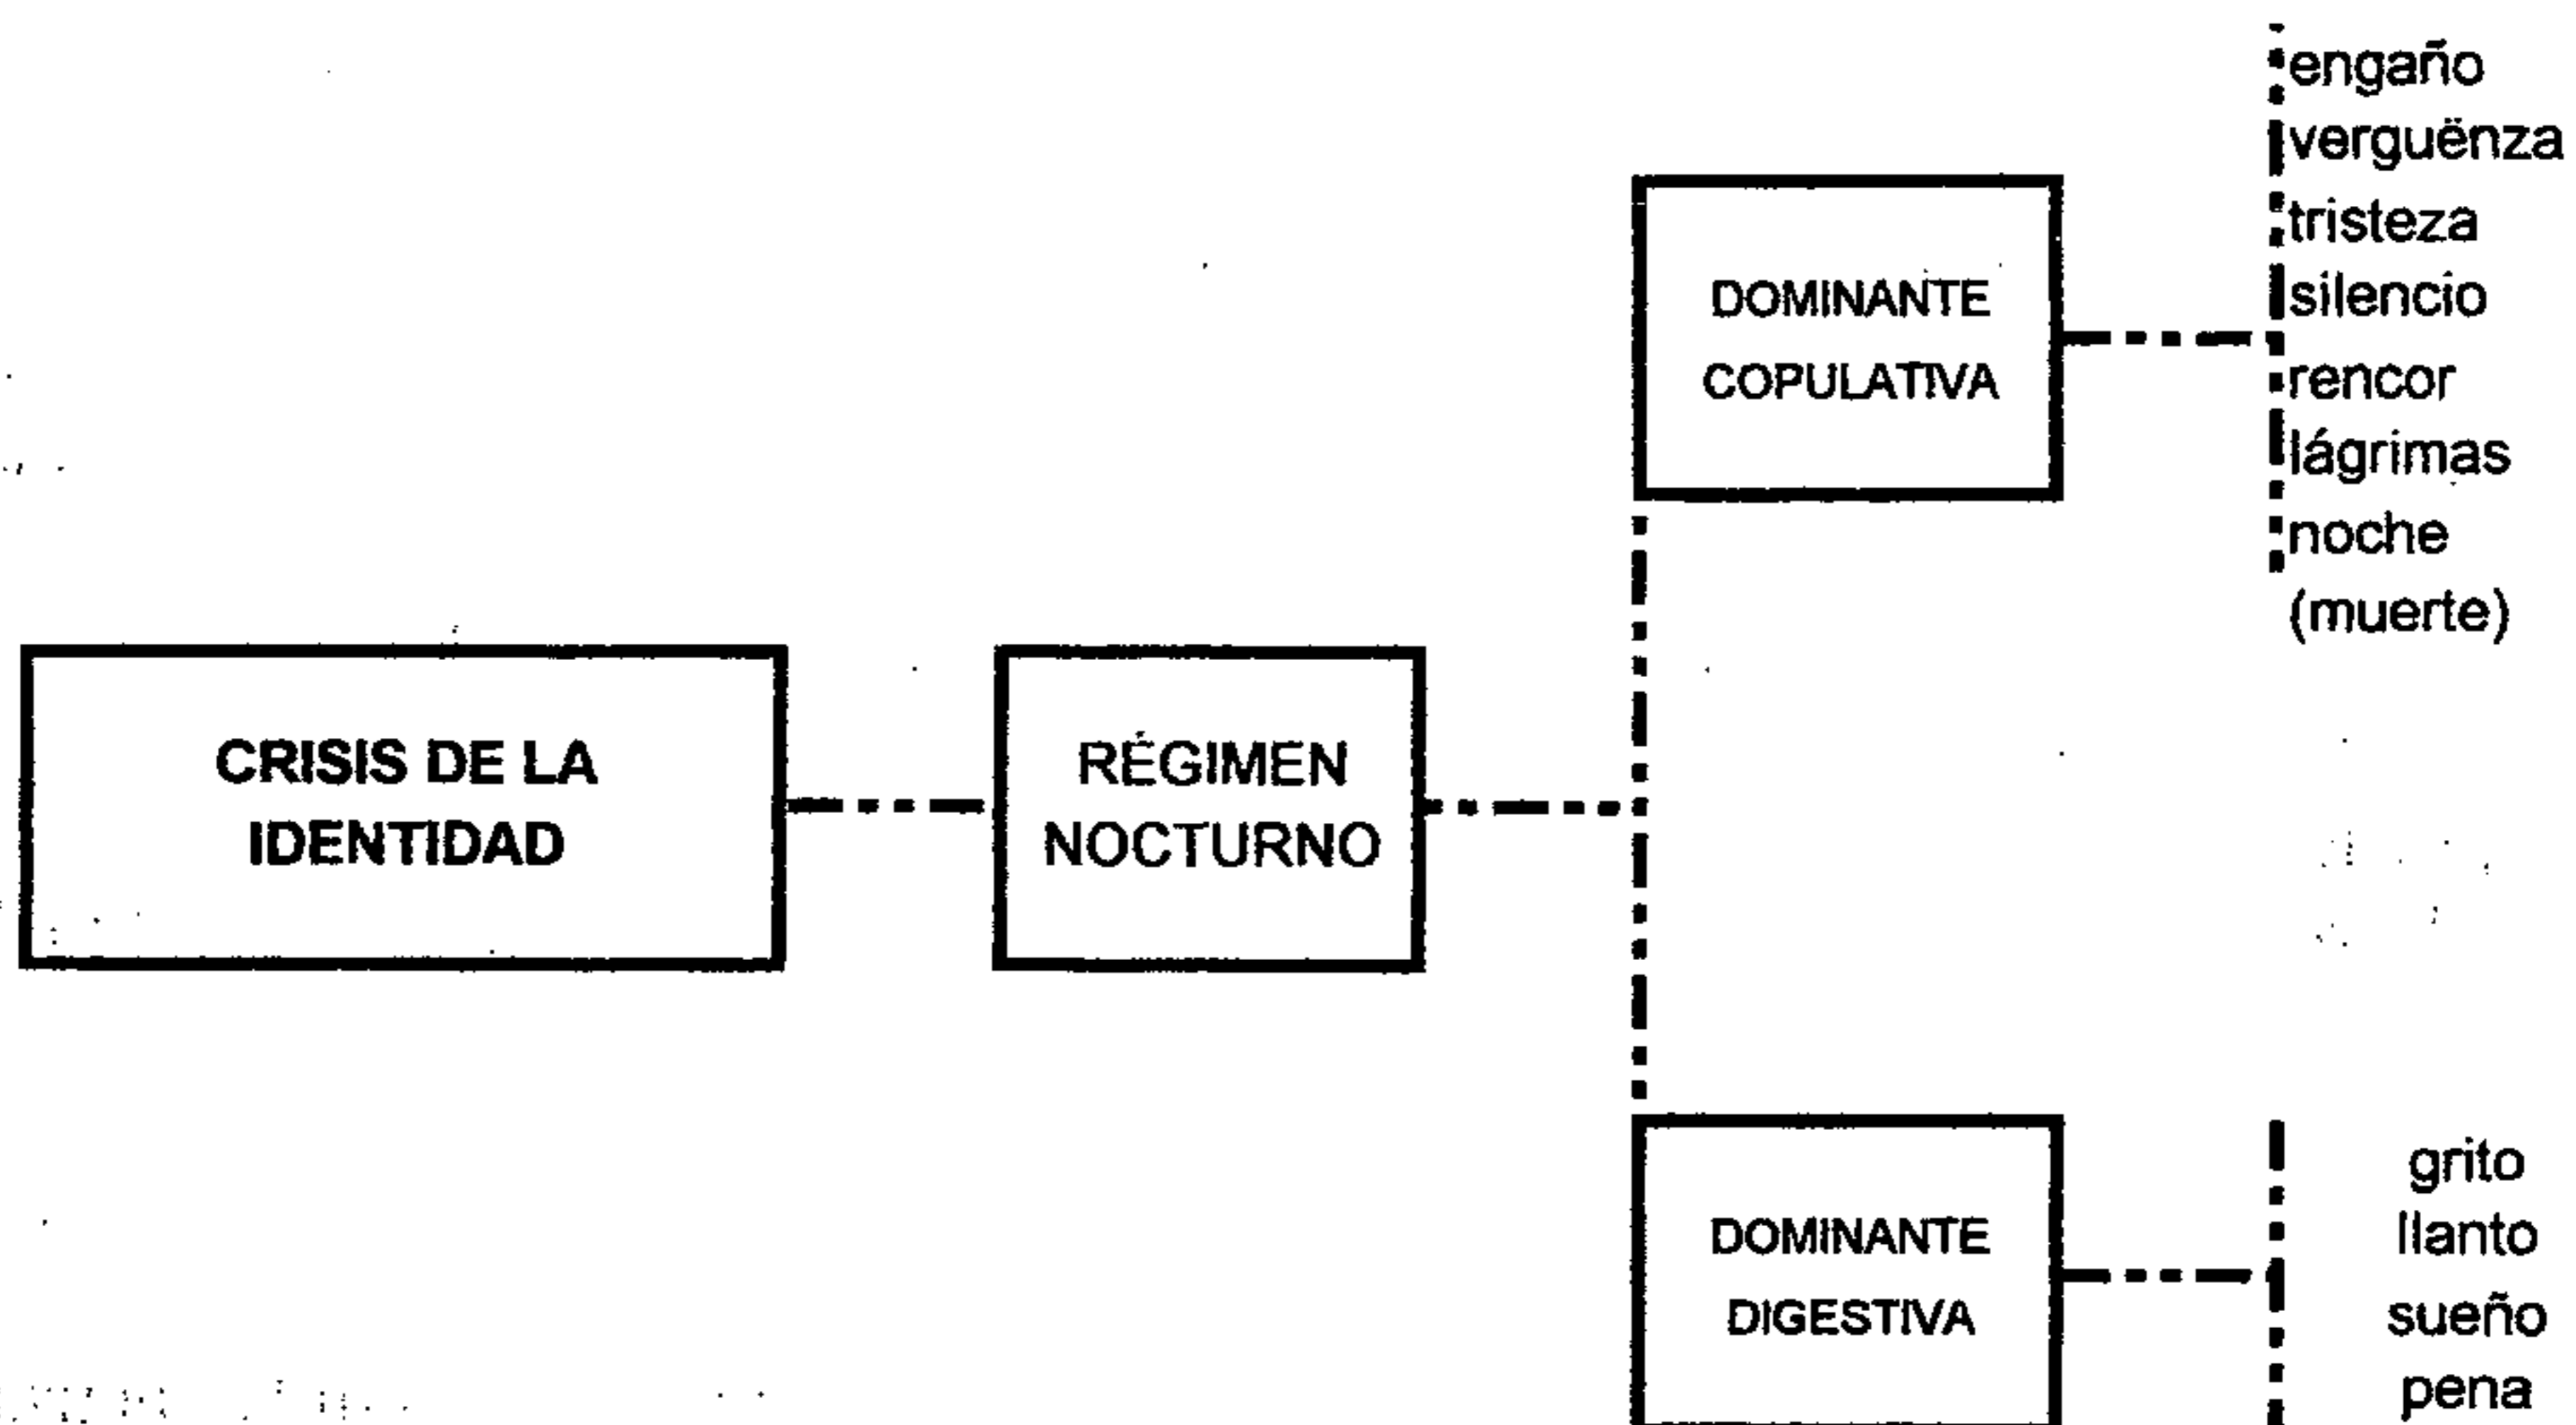 CRISIS DE LA
IDENTIDAD
RÉGIMEN
NOCTURNO
DOMINANTE
COPULATIVA
engaño
verguënza
tristeza
silencio
rencor
lágrimas
noche
(muerte)
DOMINANTE
DIGESTIVA
grito
llanto
sueño
pena